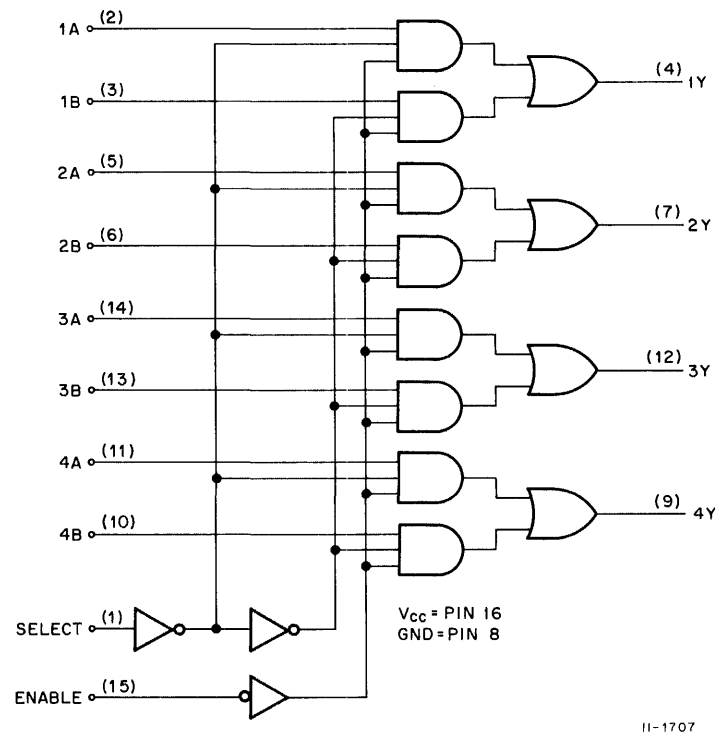 1A (2)
(4) 1Y
1B (3)
2A (5)
(7) 2Y
2B (6)
3A (14)
(12) 3Y
3B (13)
4A (11)
(9) 4Y
4B (10)
SELECT (1)
VCC = PIN 16
GND = PIN 8
ENABLE (15)
11-1707